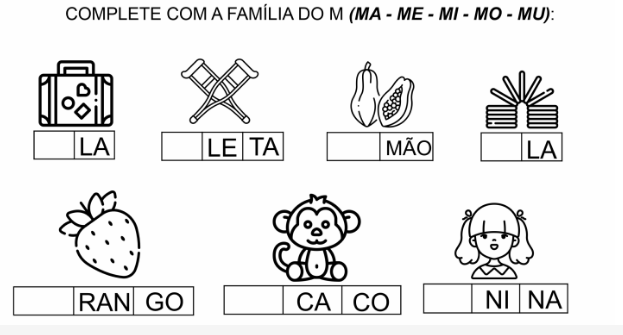 COMPLETE COM A FAMÍLIA DO M (MA - ME - MI - MO - MU):
LA LE TA MÃO LA
RAN GO CA CO NI NA